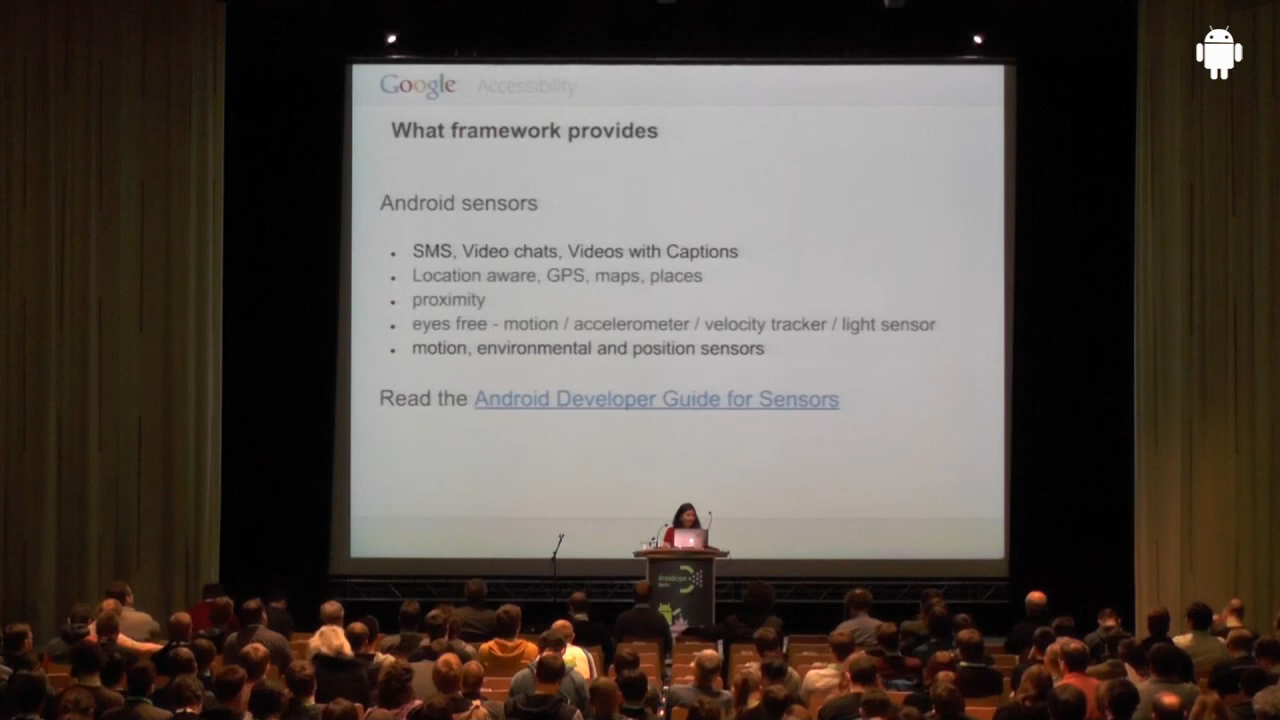 Google Accessibility
What framework provides
Android sensors
• SMS, Video chats, Videos with Captions
• Location aware, GPS, maps, places
• proximity
• eyes free - motion / accelerometer / velocity tracker / light sensor
• motion, environmental and position sensors
Read the Android Developer Guide for Sensors
droidcon